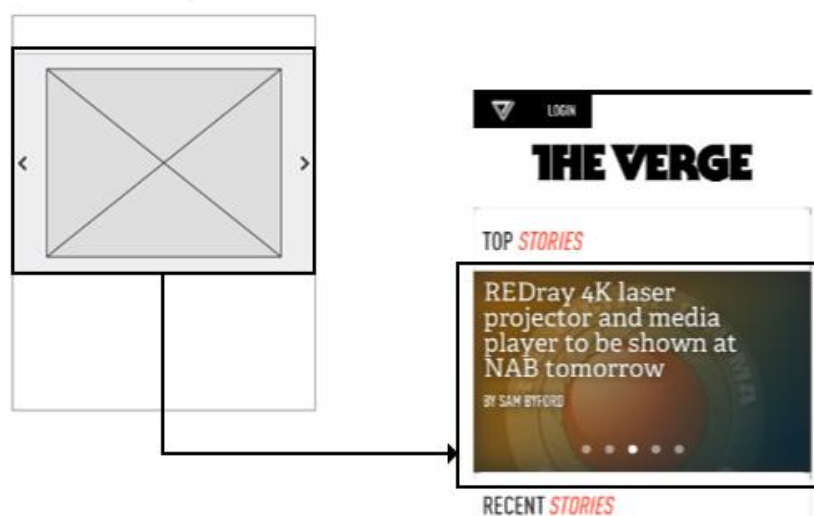 LOGIN
THE VERGE
TOP STORIES
REDray 4K laser
projector and media
player to be shown at
NAB tomorrow
BY SAM BYFORD
RECENT STORIES